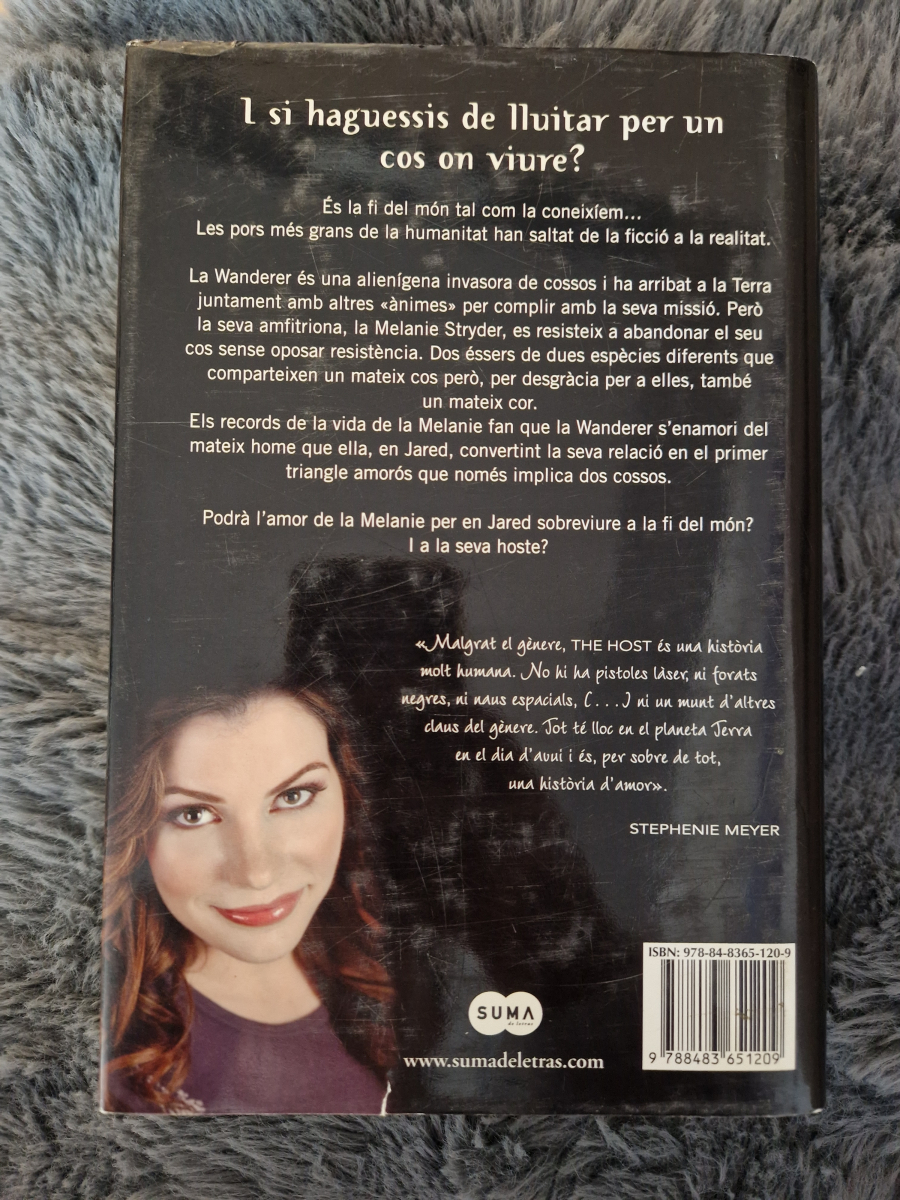 I si haguessis de lluitar per un
cos on viure?
És la fi del món tal com la coneixíem...
Les pors més grans de la humanitat han saltat de la ficció a la realitat.
La Wanderer és una alienígena invasora de cossos i ha arribat a la Terra
juntament amb altres «ànimes» per complir amb la seva missió. Però
la seva amfitriona, la Melanie Stryder, es resisteix a abandonar el seu
cos sense oposar resistència. Dos éssers de dues espècies diferents que
comparteixen un mateix cos però, per desgràcia per a elles, també
un mateix cor.
Els records de la vida de la Melanie fan que la Wanderer s'enamori del
mateix home que ella, en Jared, convertint la seva relació en el primer
triangle amorós que només implica dos cossos.
Podrà l'amor de la Melanie per en Jared sobreviure a la fi del món?
I a la seva hoste?
«Malgrat el gènere, THE HOST és una història
molt humana. No hi ha pistoles làser, ni forats
negres, ni naus espacials, [...] ni un munt d'altres
claus del gènere. Tot té lloc en el planeta Terra
en el dia d'avui i és, per sobre de tot,
una història d'amor».
STEPHENIE MEYER
ISBN: 978-84-8365-120-9
9 788483 651209
SUMA
de letras
www.sumadeletras.com